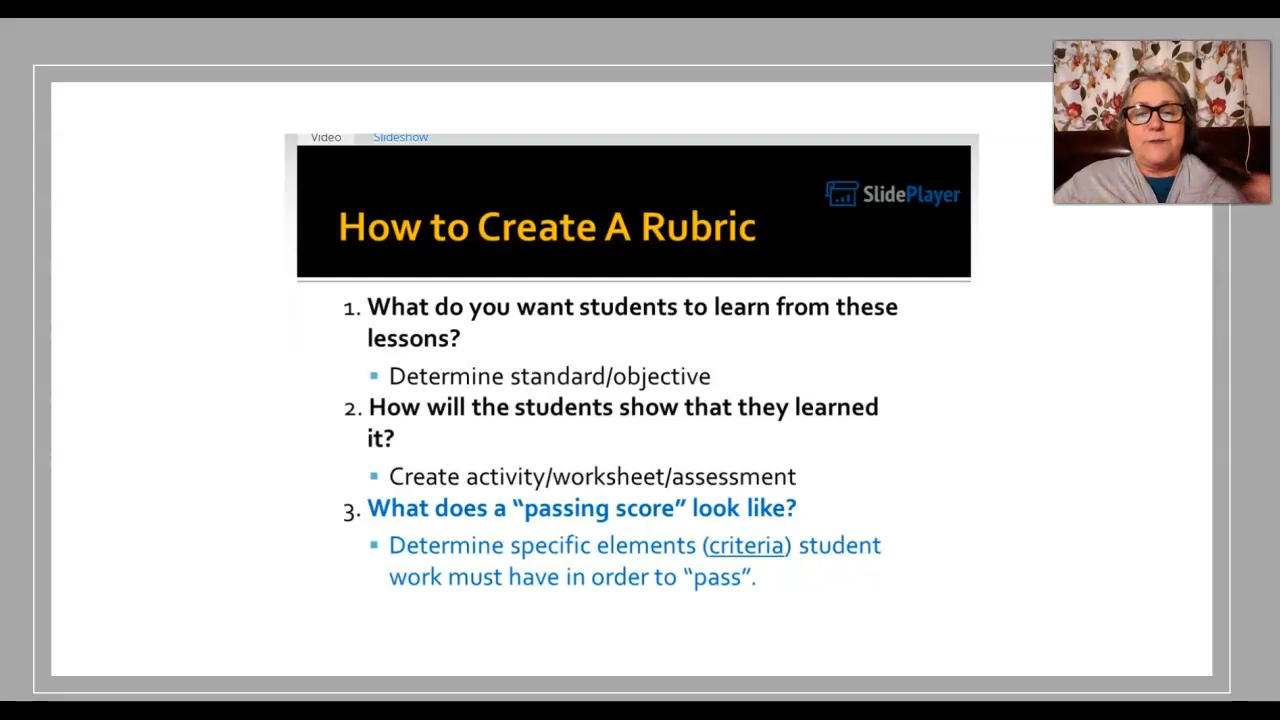 Video Slideshow
SlidePlayer
How to Create A Rubric
1. What do you want students to learn from these
lessons?
▪ Determine standard/objective
2. How will the students show that they learned
it?
▪ Create activity/worksheet/assessment
3. What does a “passing score” look like?
▪ Determine specific elements (criteria) student
work must have in order to “pass”.